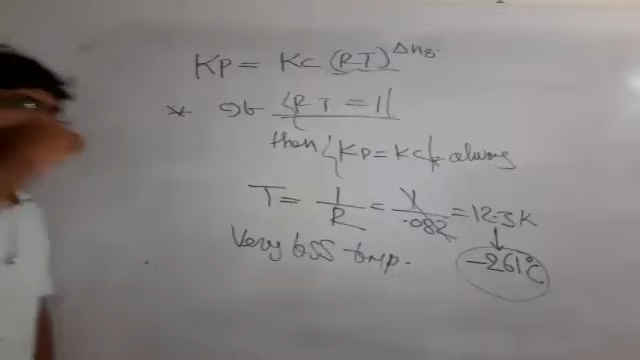 KP = KC (RT)^Δng.
* If {RT = 1}
then {KP = KC} always
T = 1/R = 1/.082 = 12.3K
Very less tmp. -261°C